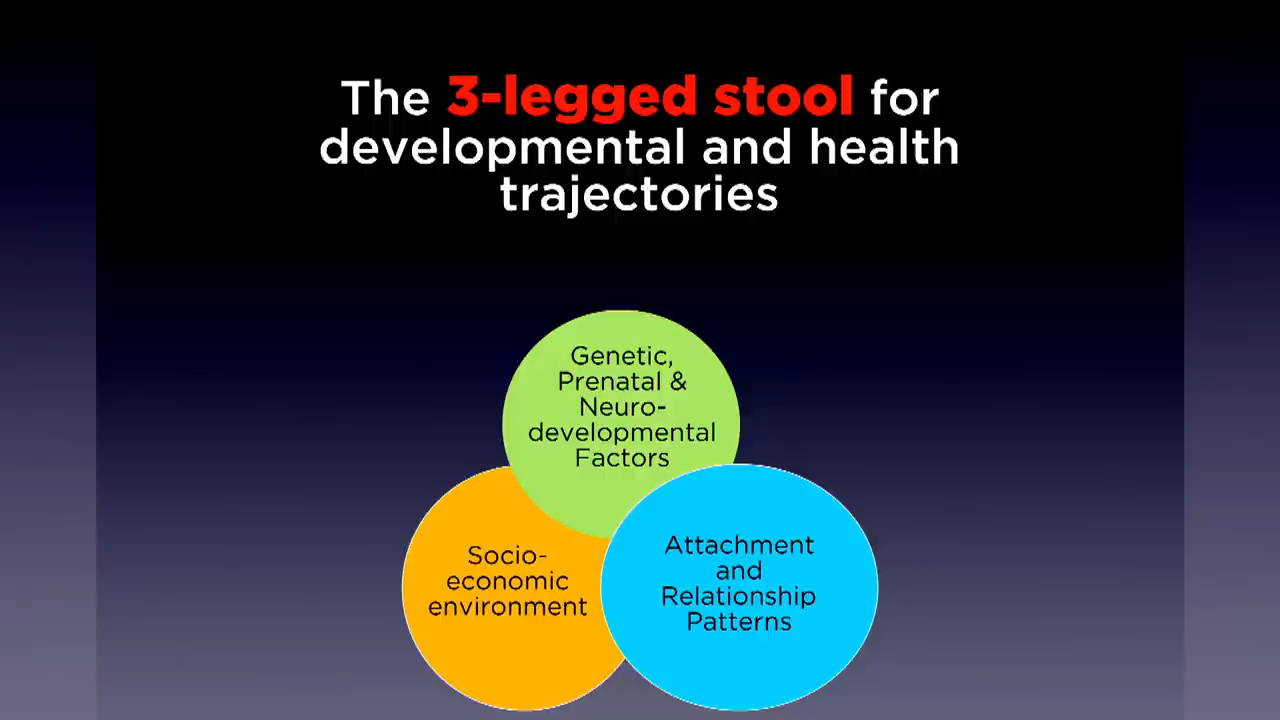 The 3-legged stool for
developmental and health
trajectories
Genetic,
Prenatal &
Neuro-
developmental
Factors
Socio-
economic
environment
Attachment
and
Relationship
Patterns